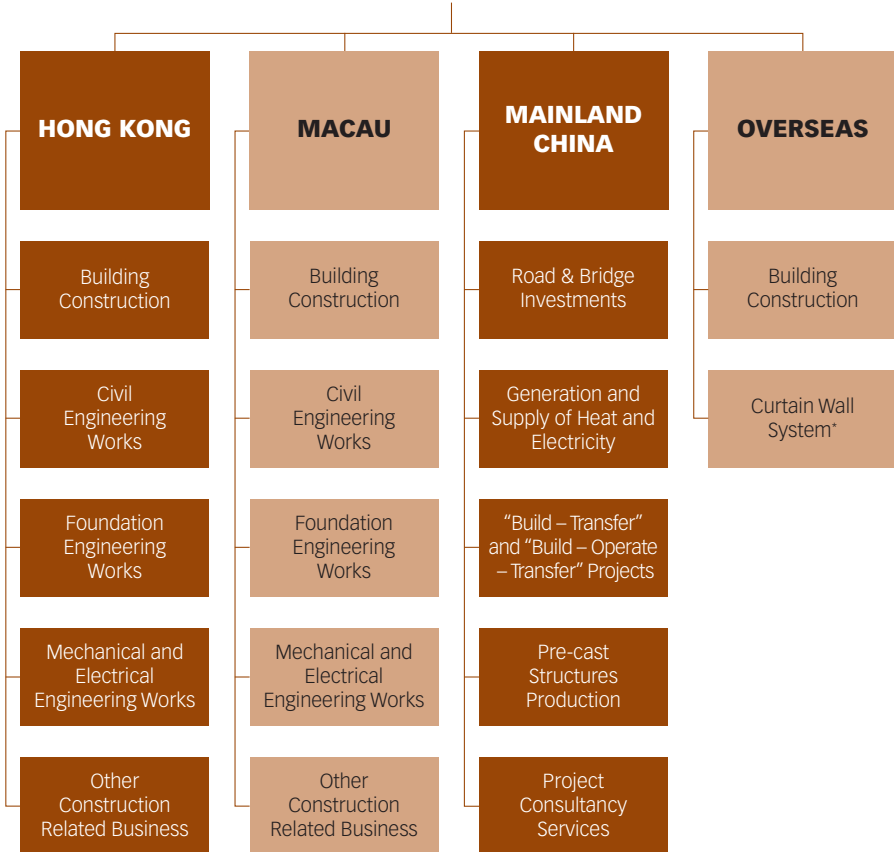 HONG KONG
Building
Construction
Civil
Engineering
Works
Foundation
Engineering
Works
Mechanical and
Electrical
Engineering Works
Other
Construction
Related Business
MACAU
Building
Construction
Civil
Engineering
Works
Foundation
Engineering
Works
Mechanical and
Electrical
Engineering Works
Other
Construction
Related Business
MAINLAND
CHINA
Road & Bridge
Investments
Generation and
Supply of Heat and
Electricity
“Build – Transfer”
and “Build – Operate
– Transfer” Projects
Pre-cast
Structures
Production
Project
Consultancy
Services
OVERSEAS
Building
Construction
Curtain Wall
System*